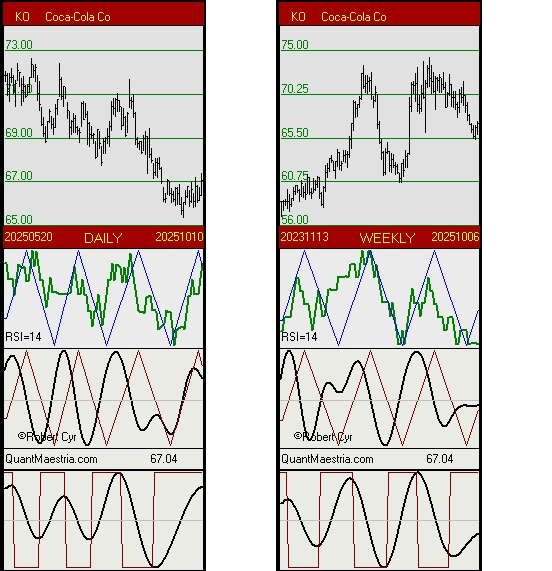 KO Coca-Cola Co
73.00
71.00
69.00
67.00
65.00
20250520 DAILY 20251010
RSI=14
©Robert Cyr
QuantMaestria.com 67.04
KO Coca-Cola Co
75.00
70.25
65.50
60.75
56.00
20231113 WEEKLY 20251006
RSI=14
©Robert Cyr
QuantMaestria.com 67.04